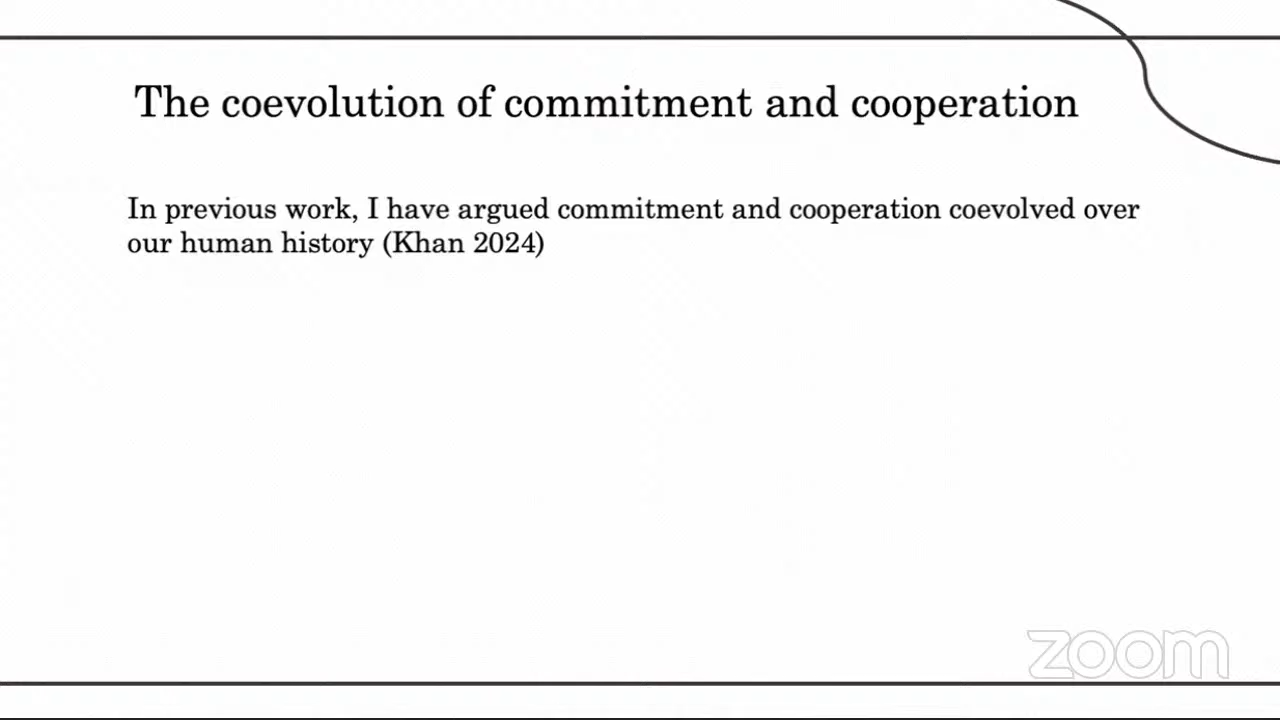 The coevolution of commitment and cooperation
In previous work, I have argued commitment and cooperation coevolved over
our human history (Khan 2024)
zoom